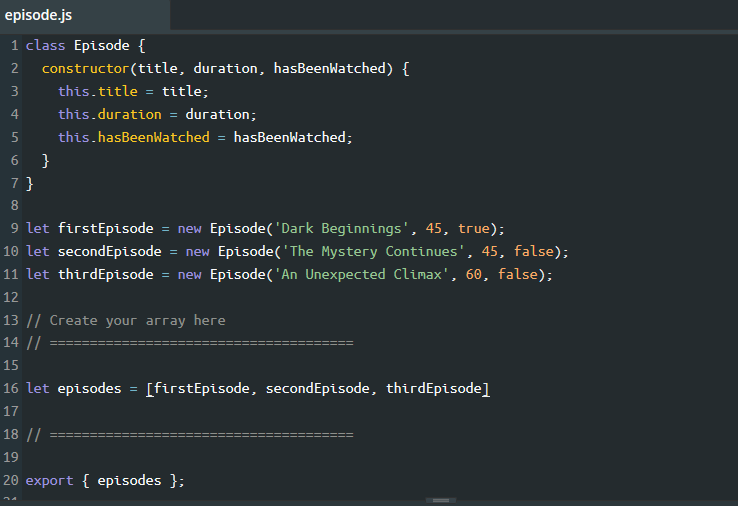 episode.js
1 class Episode {
2   constructor(title, duration, hasBeenWatched) {
3     this.title = title;
4     this.duration = duration;
5     this.hasBeenWatched = hasBeenWatched;
6   }
7 }
8
9 let firstEpisode = new Episode('Dark Beginnings', 45, true);
10 let secondEpisode = new Episode('The Mystery Continues', 45, false);
11 let thirdEpisode = new Episode('An Unexpected Climax', 60, false);
12
13 // Create your array here
14 // ======================================
15
16 let episodes = [firstEpisode, secondEpisode, thirdEpisode]
17
18 // ======================================
19
20 export { episodes };